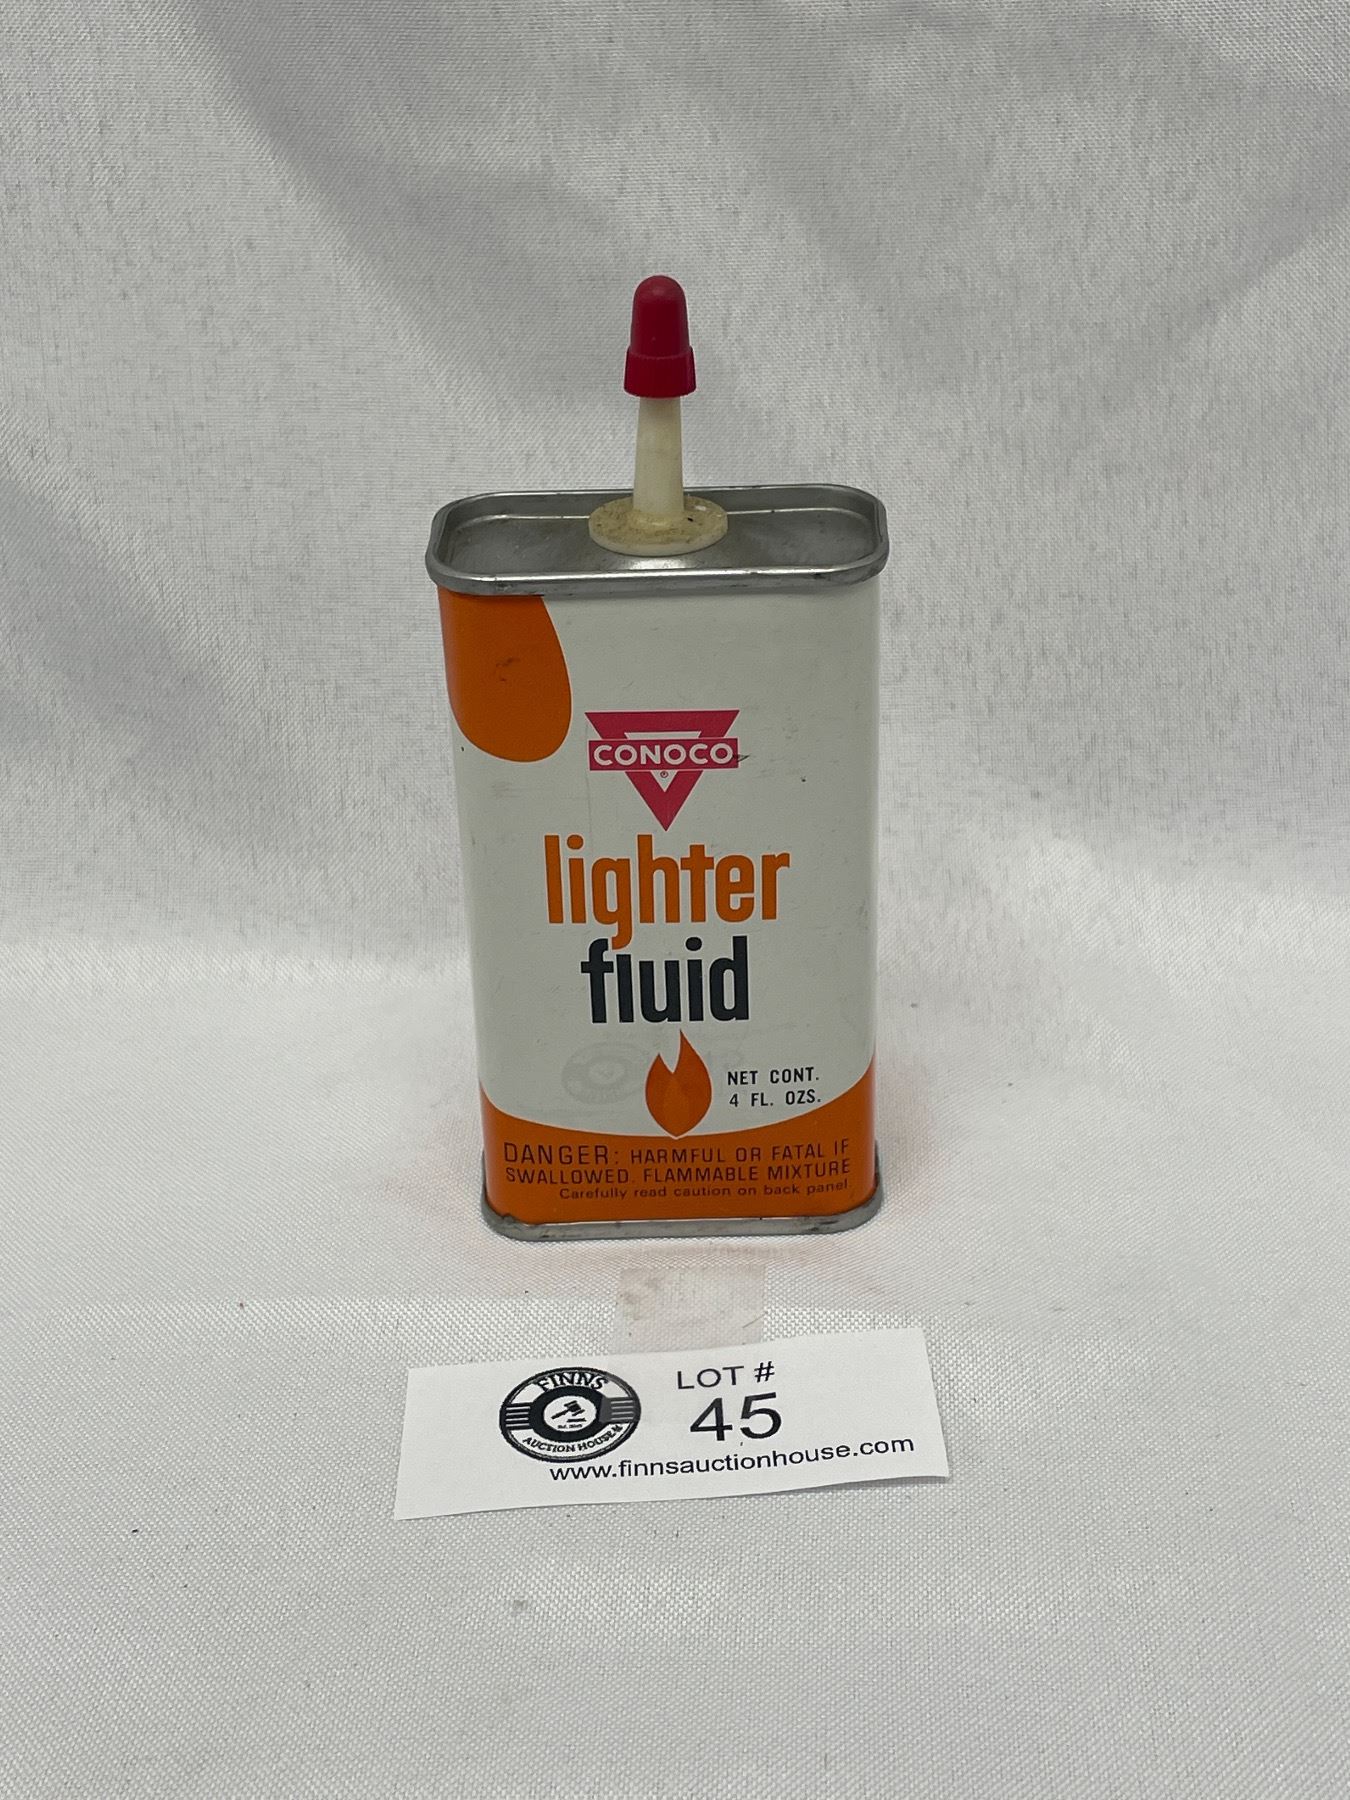 CONOCO
®
lighter
fluid
NET CONT.
4 FL. OZS.
DANGER: HARMFUL OR FATAL IF
SWALLOWED. FLAMMABLE MIXTURE
Carefully read caution on back panel.
FINNS
AUCTION HOUSE
LOT #
45
www.finnsauctionhouse.com